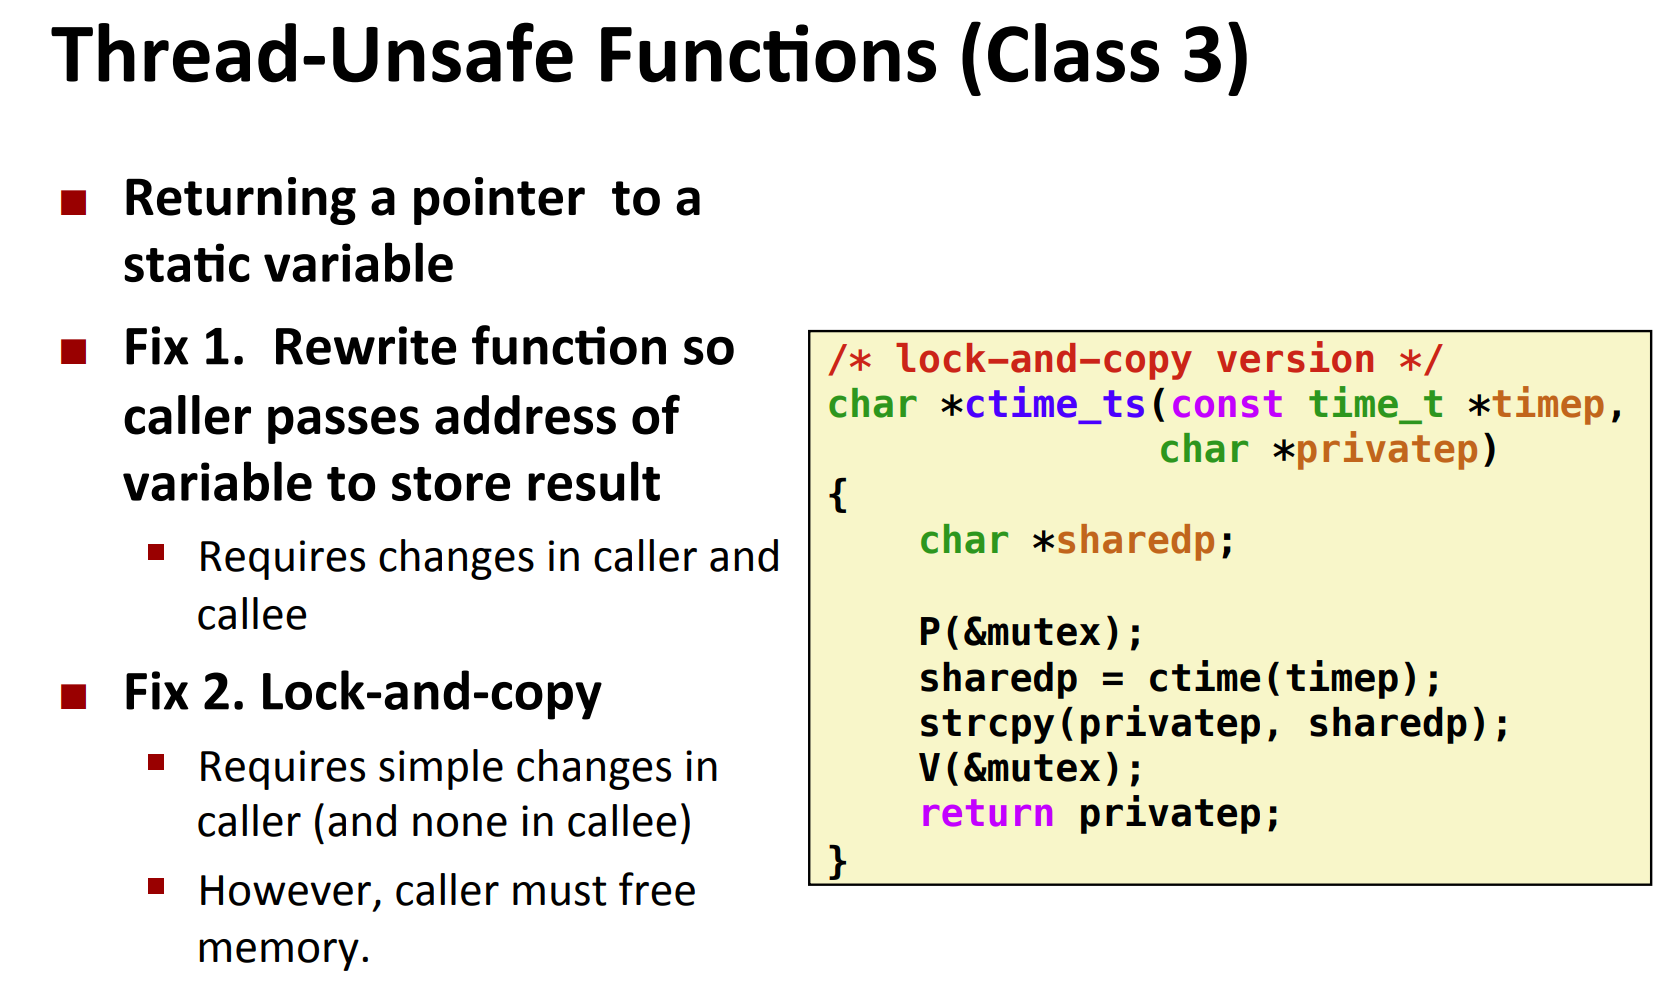 Thread-Unsafe Functions (Class 3)
Returning a pointer  to a
static variable
Fix 1.  Rewrite function so
caller passes address of
variable to store result
Requires changes in caller and
callee
Fix 2. Lock-and-copy
Requires simple changes in
caller (and none in callee)
However, caller must free
memory.
/* lock-and-copy version */
char *ctime_ts(const time_t *timep,
               char *privatep)
{
    char *sharedp;

    P(&mutex);
    sharedp = ctime(timep);
    strcpy(privatep, sharedp);
    V(&mutex);
    return privatep;
}